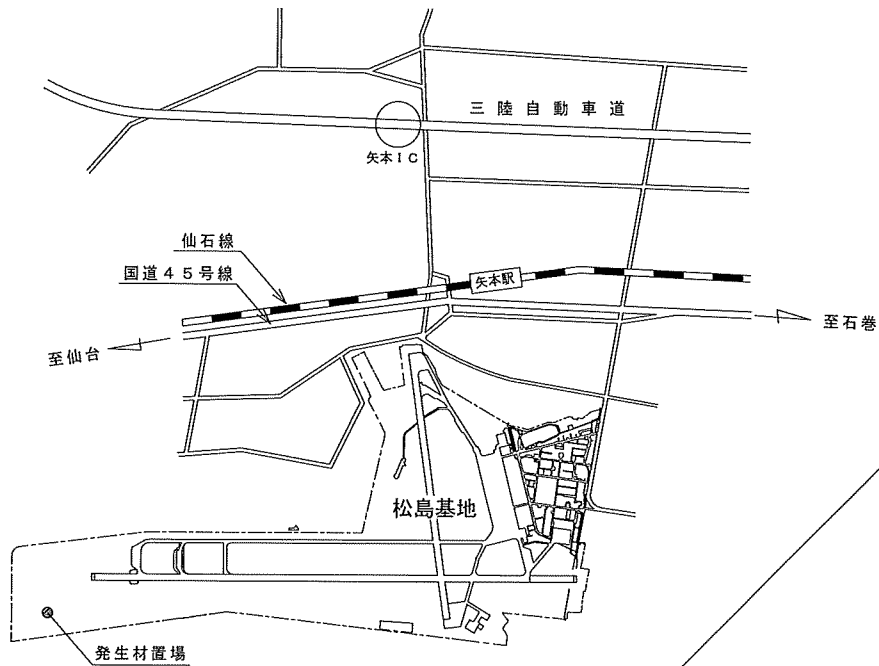 三陸自動車道
矢本IC
仙石線
国道45号線
矢本駅
至仙台
至石巻
松島基地
発生材置場